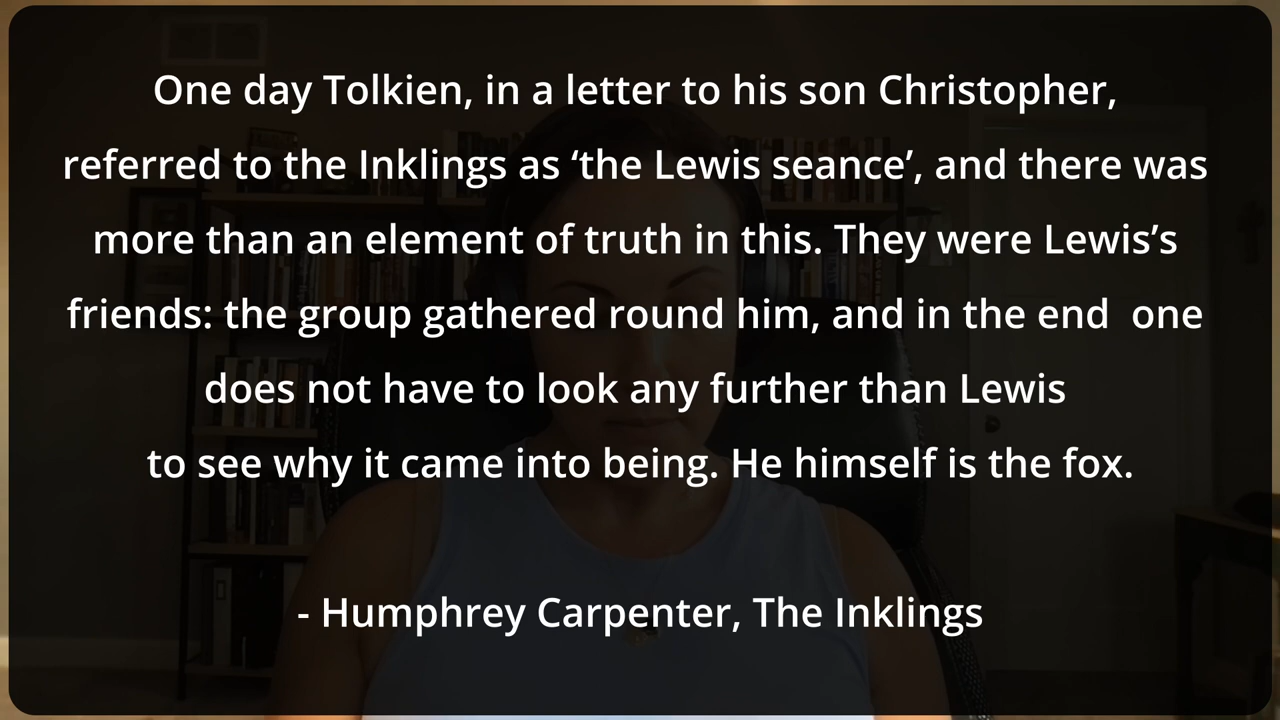 One day Tolkien, in a letter to his son Christopher,
referred to the Inklings as ‘the Lewis seance’, and there was
more than an element of truth in this. They were Lewis’s
friends: the group gathered round him, and in the end  one
does not have to look any further than Lewis
to see why it came into being. He himself is the fox.
- Humphrey Carpenter, The Inklings